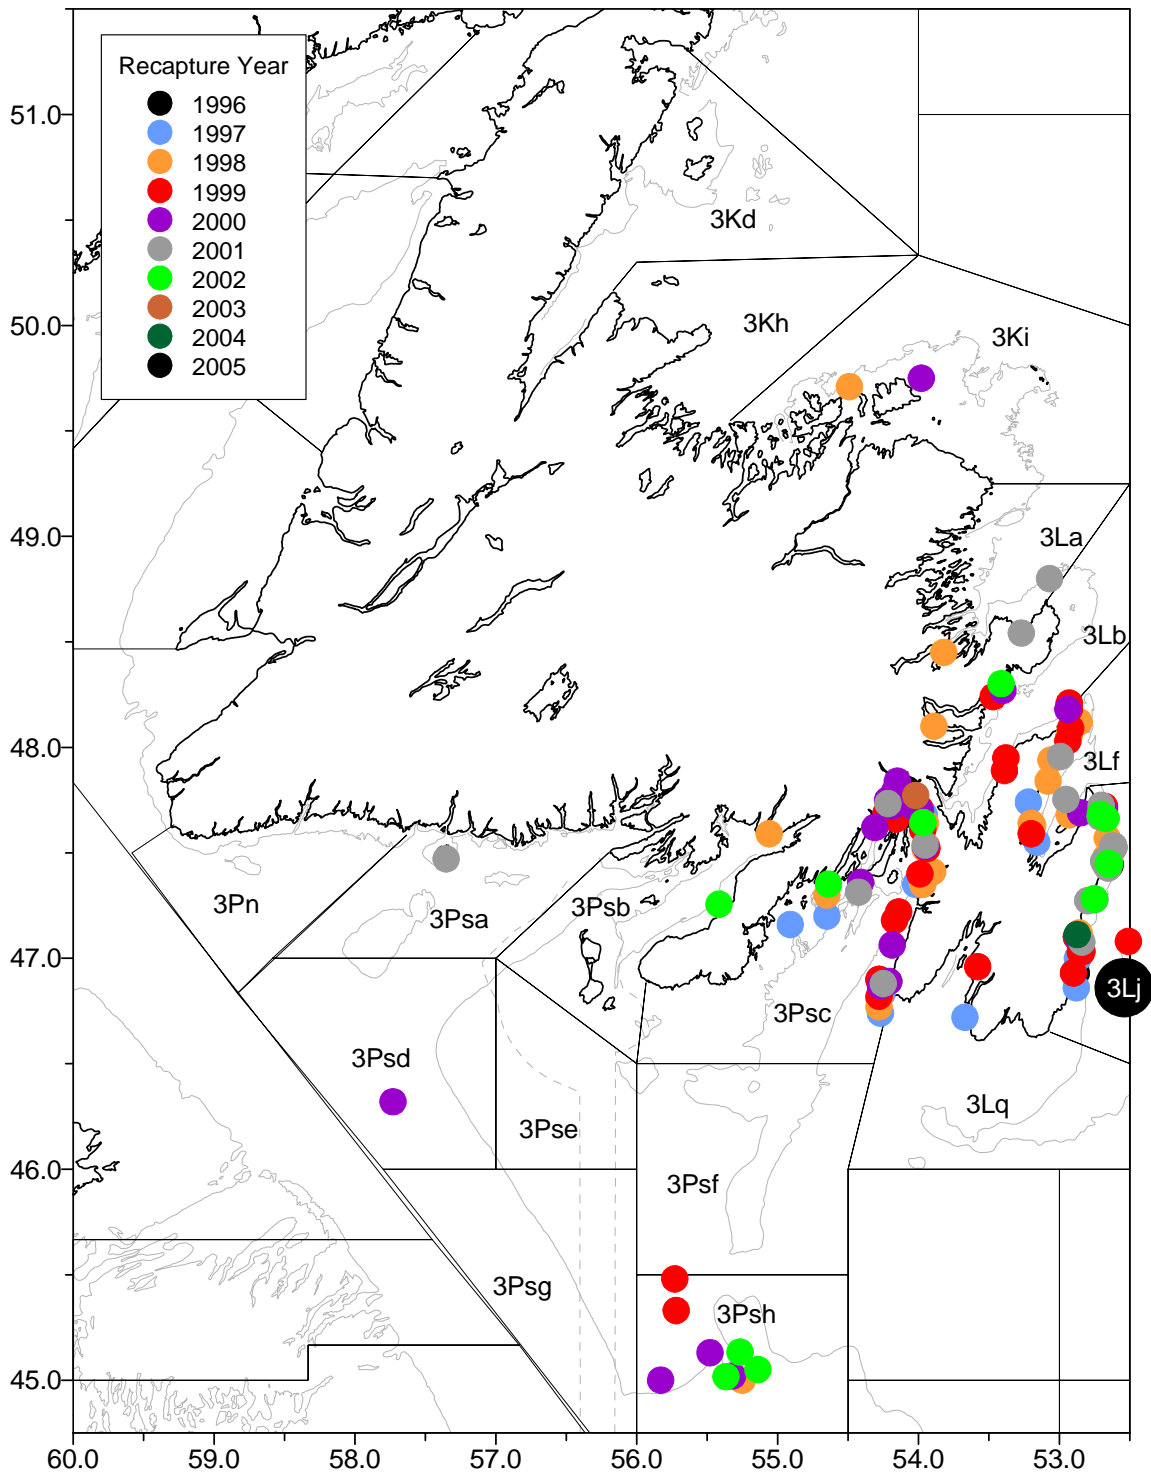 Recapture Year
1996
1997
1998
1999
2000
2001
2002
2003
2004
2005
51.0
50.0
49.0
48.0
47.0
46.0
45.0
3Kd
3Kh
3Ki
3La
3Lb
3Lf
3Pn
3Psa
3Psb
3Psc
3Lj
3Psd
3Pse
3Lq
3Psf
3Psg
3Psh
60.0 59.0 58.0 57.0 56.0 55.0 54.0 53.0